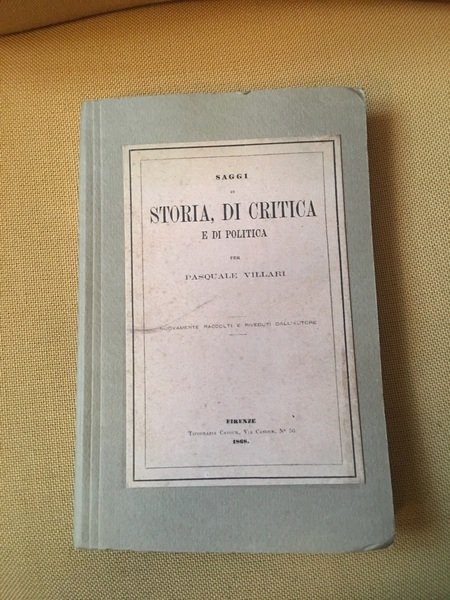 SAGGI
DI
STORIA, DI CRITICA
E DI POLITICA
PER
PASQUALE VILLARI
NUOVAMENTE RACCOLTI E RIVEDUTI DALL'AUTORE
FIRENZE
Tipografia Cavour, Via Cavour, N° 36.
1868.